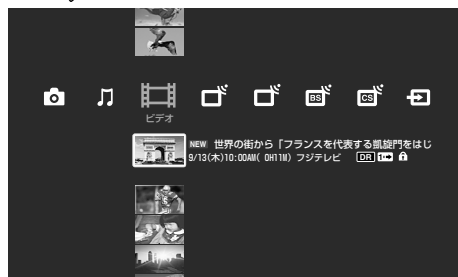 BS
CS
ビデオ
NEW 世界の街から「フランスを代表する凱旋門をはじ
9/13(木)10:00AM( 0H11M) フジテレビ DR 1